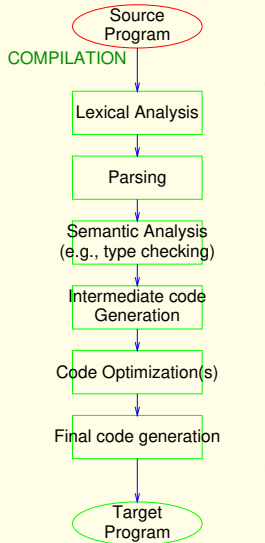 Source
Program
COMPILATION
Lexical Analysis
Parsing
Semantic Analysis
(e.g., type checking)
Intermediate code
Generation
Code Optimization(s)
Final code generation
Target
Program